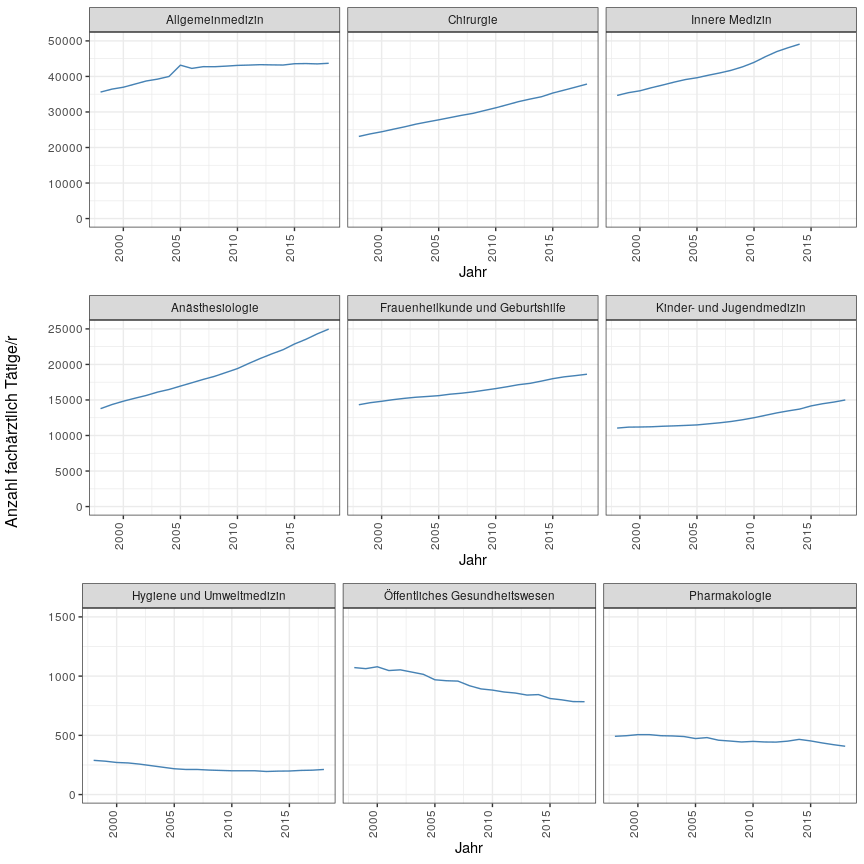 Allgemeinmedizin Chirurgie Innere Medizin
50000
40000
30000
20000
10000
0
2000 2005 2010 2015 2000 2005 2010 2015 2000 2005 2010 2015
Jahr
Anzahl fachärztlich Tätige/r
Anästhesiologie Frauenheilkunde und Geburtshilfe Kinder- und Jugendmedizin
25000
20000
15000
10000
5000
0
2000 2005 2010 2015 2000 2005 2010 2015 2000 2005 2010 2015
Jahr
Hygiene und Umweltmedizin Öffentliches Gesundheitswesen Pharmakologie
1500
1000
500
0
2000 2005 2010 2015 2000 2005 2010 2015 2000 2005 2010 2015
Jahr